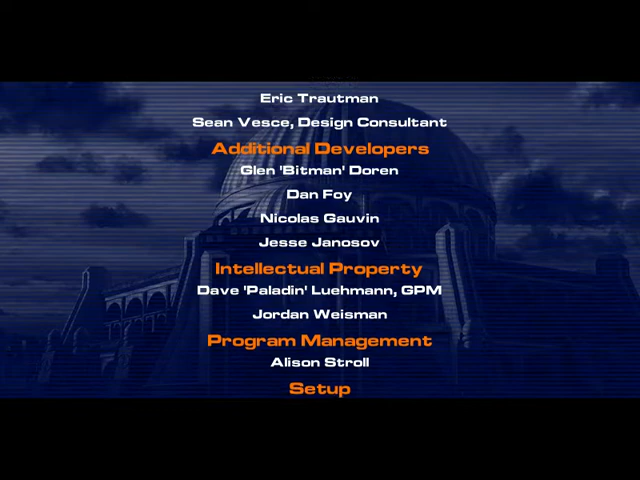 Eric Trautman
Sean Vesce, Design Consultant
Additional Developers
Glen 'Bitman' Doren
Dan Foy
Nicolas Gauvin
Jesse Janosov
Intellectual Property
Dave 'Paladin' Luehmann, GPM
Jordan Weisman
Program Management
Alison Stroll
Setup